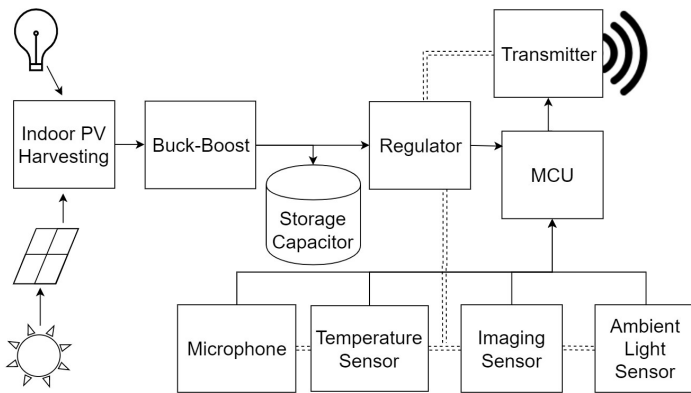 Transmitter
Indoor PV
Harvesting
Buck-Boost
Regulator
MCU
Storage
Capacitor
Microphone
Temperature
Sensor
Imaging
Sensor
Ambient
Light
Sensor